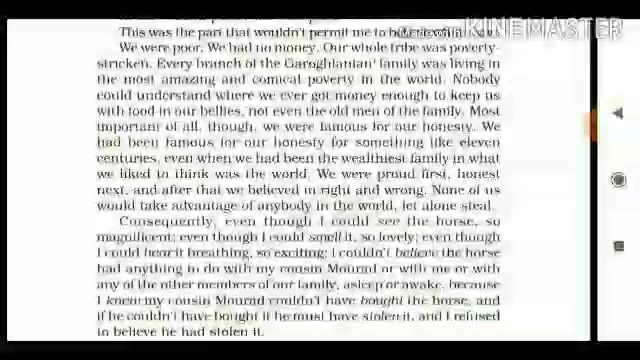 This was the part that wouldn't permit me to
KINEMASTER
We were poor. We had no money. Our whole tribe was poverty-
stricken. Every branch of the Garoghlanian family was living in
the most amazing and comical poverty in the world. Nobody
could understand where we ever got money enough to keep us
with food in our bellies, not even the old men of the family. Most
important of all, though, we were famous for our honesty. We
had been famous for our honesty for something like eleven
centuries, even when we had been the wealthiest family in what
we liked to think was the world. We were proud first, honest
next, and after that we believed in right and wrong. None of us
would take advantage of anybody in the world, let alone steal.
Consequently, even though I could see the horse, so
magnificent; even though I could smell it, so lovely; even though
I could hear it breathing, so exciting; I couldn't believe the horse
had anything to do with my cousin Mourad or with me or with
any of the other members of our family, asleep or awake, because
I knew my cousin Mourad couldn't have bought the horse, and
if he couldn't have bought it he must have stolen it, and I refused
to believe he had stolen it.